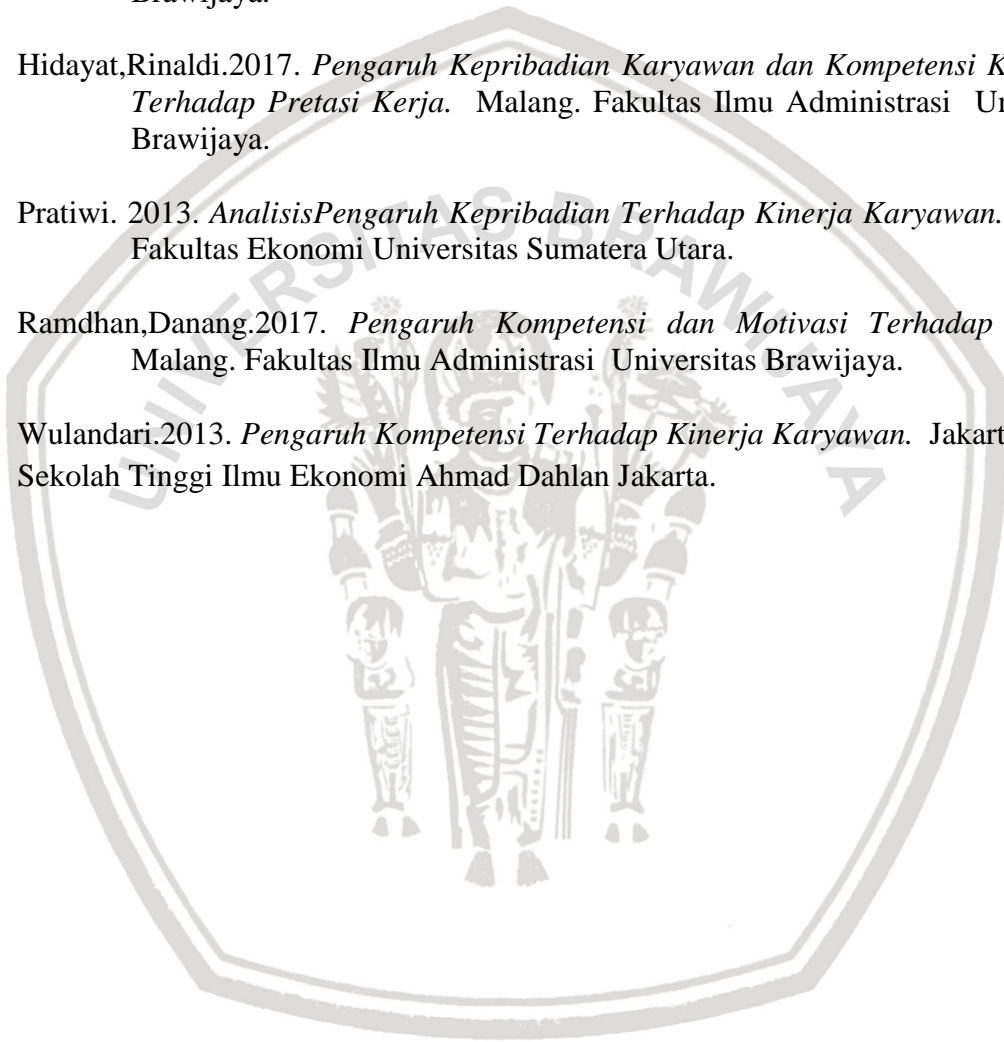 Brawijaya.
Hidayat,Rinaldi.2017. Pengaruh Kepribadian Karyawan dan Kompetensi
Terhadap Pretasi Kerja. Malang. Fakultas Ilmu Administrasi
Brawijaya.
Pratiwi. 2013. AnalisisPengaruh Kepribadian Terhadap Kinerja Karyawan.
Fakultas Ekonomi Universitas Sumatera Utara.
Ramdhan,Danang.2017. Pengaruh Kompetensi dan Motivasi Terhadap
Malang. Fakultas Ilmu Administrasi Universitas Brawijaya.
Wulandari.2013. Pengaruh Kompetensi Terhadap Kinerja Karyawan. Jakart
Sekolah Tinggi Ilmu Ekonomi Ahmad Dahlan Jakarta.
UNIVERSITAS BRAWIJAYA